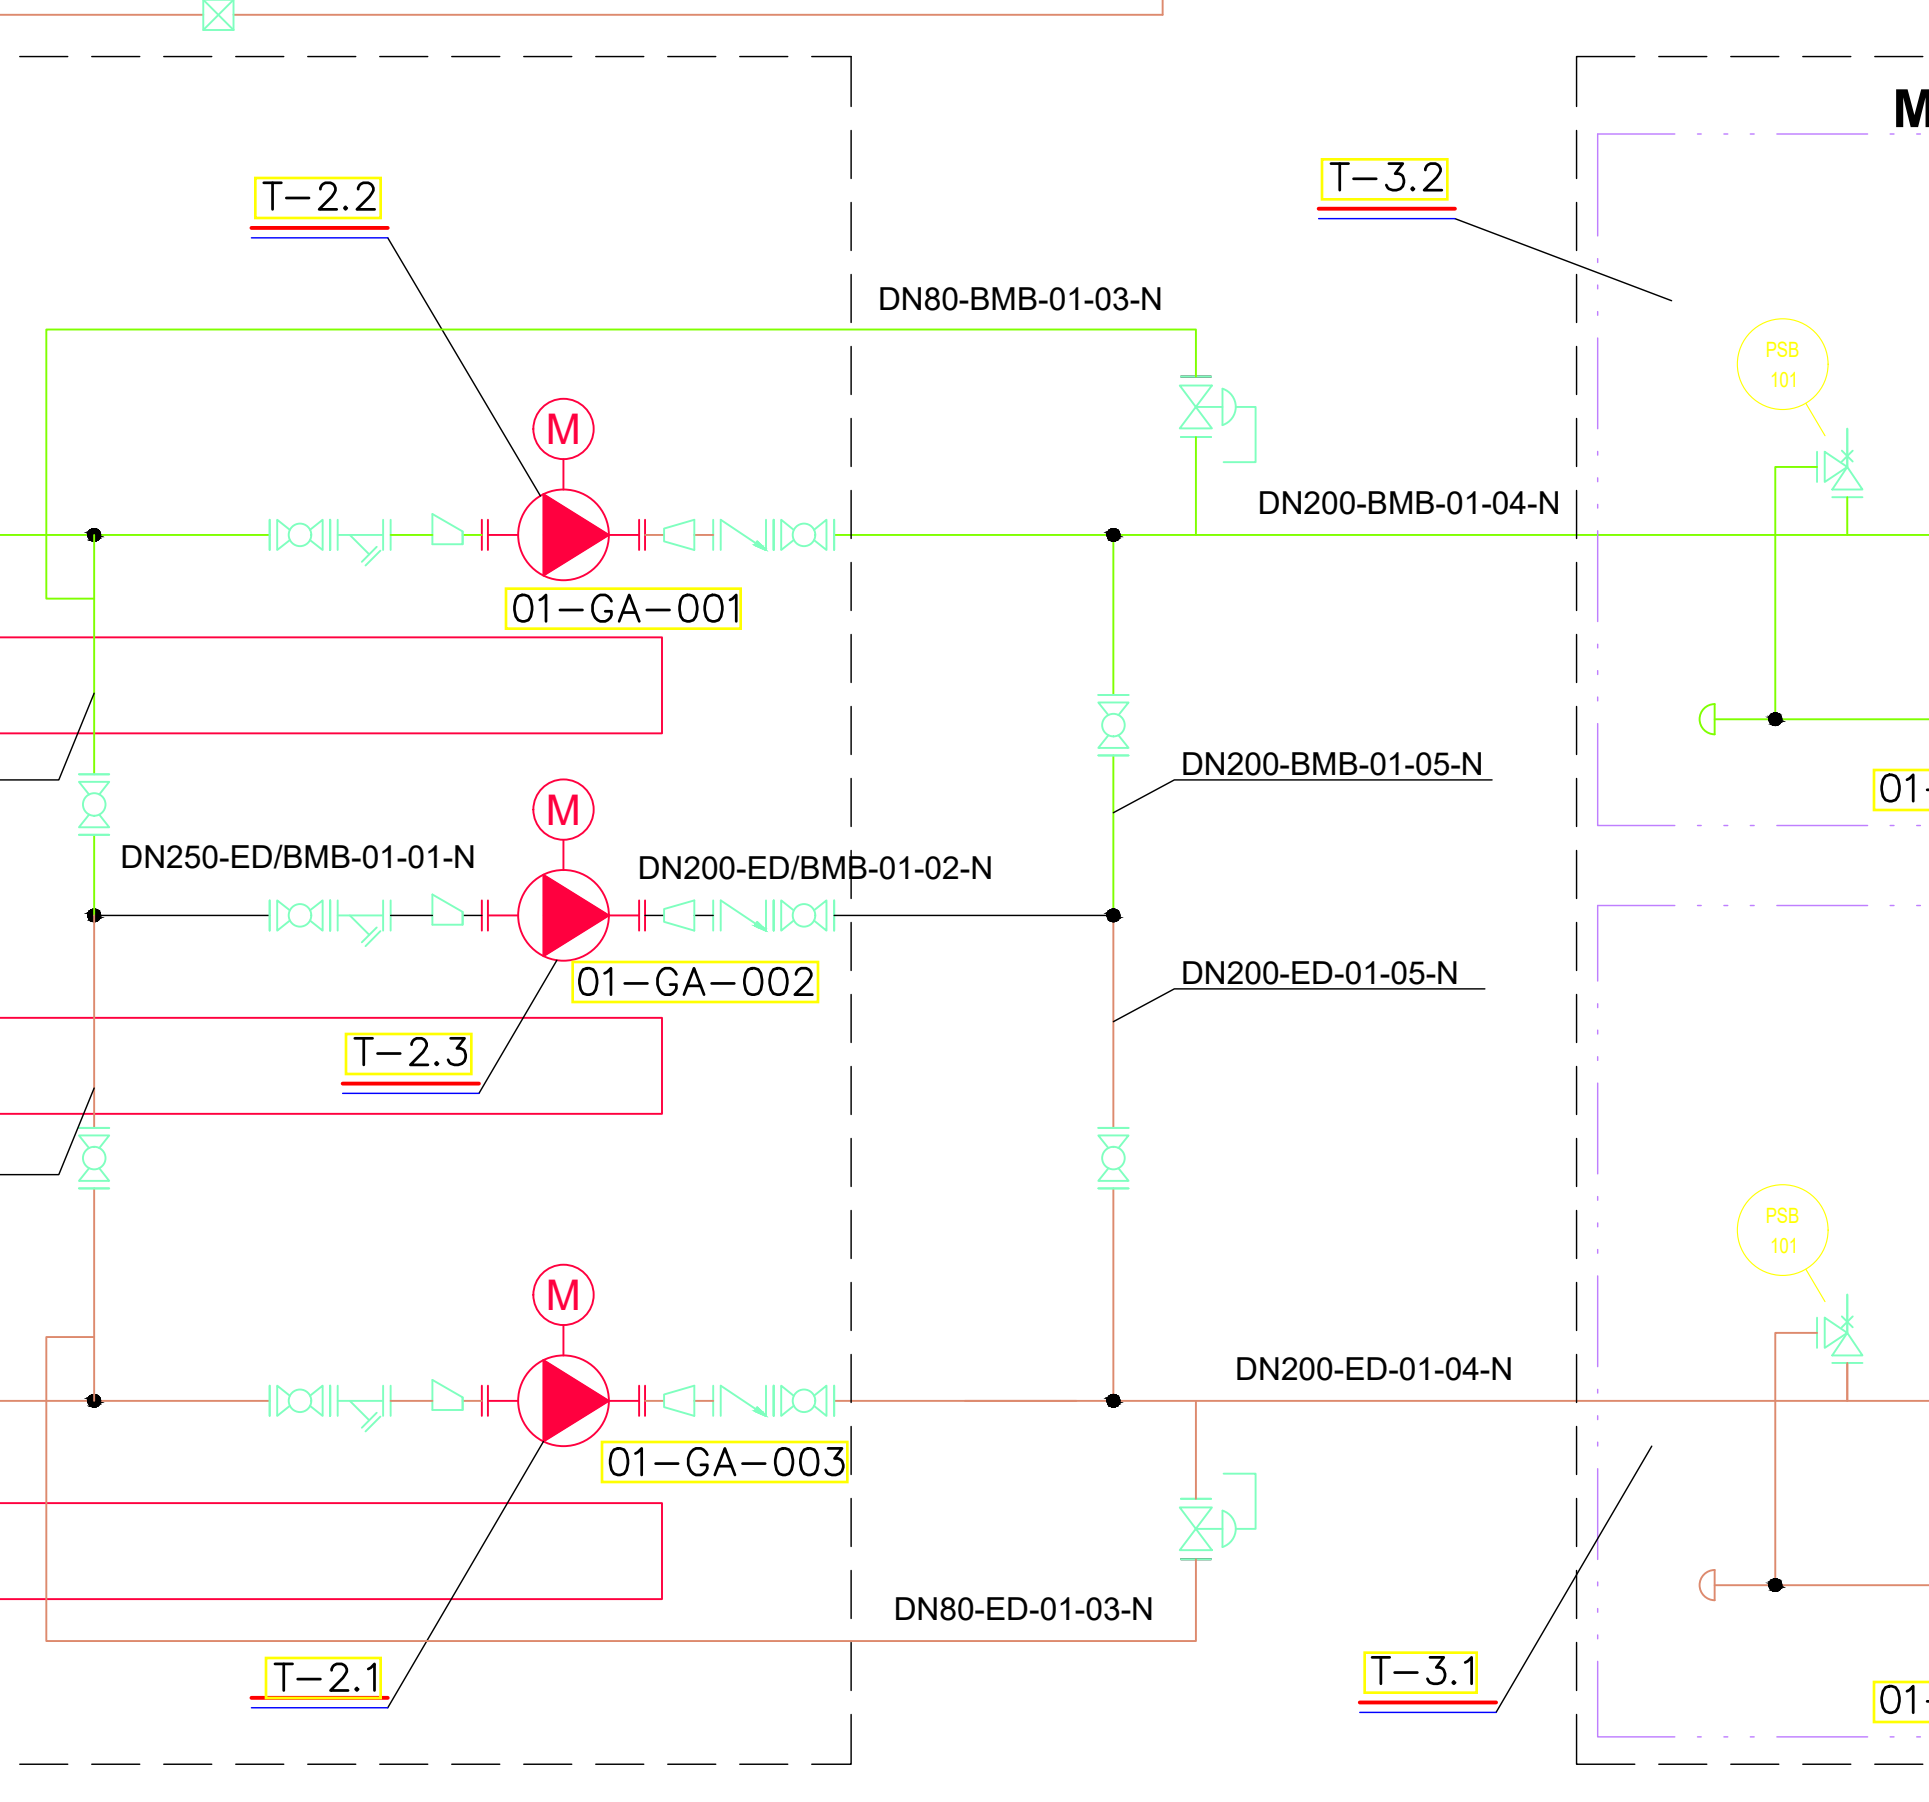 M
T-2.2
T-3.2
DN80-BMB-01-03-N
PSB
101
M
DN200-BMB-01-04-N
01-GA-001
DN200-BMB-01-05-N
01-
M
DN250-ED/BMB-01-01-N
DN200-ED/BMB-01-02-N
01-GA-002
DN200-ED-01-05-N
T-2.3
PSB
101
M
DN200-ED-01-04-N
01-GA-003
DN80-ED-01-03-N
T-2.1
T-3.1
01-